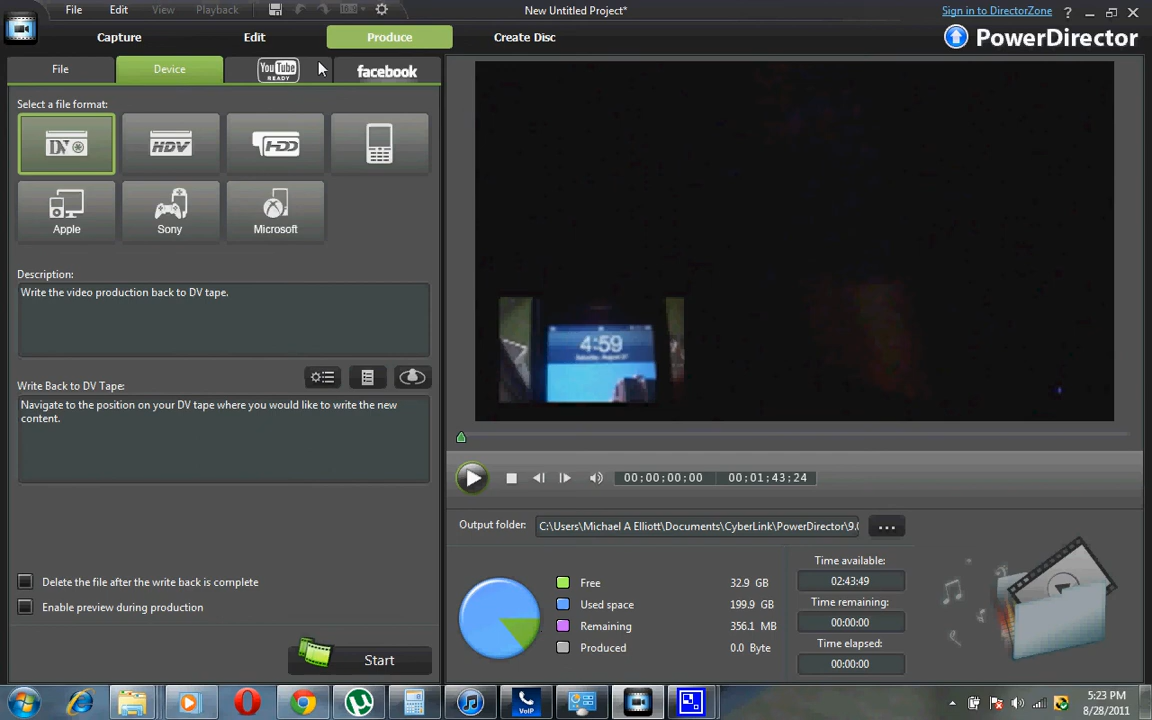 File Edit View Playback New Untitled Project* Sign in to DirectorZone ?
Capture Edit Produce Create Disc PowerDirector
File Device YouTube READY facebook
Select a file format:
DV HDV HDD
Apple Sony Microsoft
Description:
Write the video production back to DV tape.
4:59
Saturday, August 27
Write Back to DV Tape:
Navigate to the position on your DV tape where you would like to write the new
content.
00;00;00;00 00;01;43;24
Output folder: C:\Users\Michael A Elliott\Documents\CyberLink\PowerDirector\9.0 ...
Time available:
Free 32.9 GB 02:43:49
Used space 199.9 GB Time remaining:
Remaining 356.1 MB 00:00:00
Produced 0.0 Byte Time elapsed:
00:00:00
Delete the file after the write back is complete
Enable preview during production
Start
VoIP
5:23 PM
8/28/2011